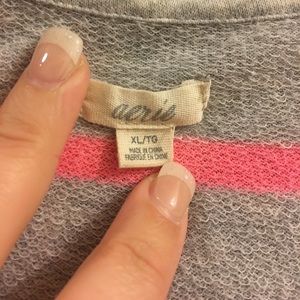 aerie
XL/TG
MADE IN CHINA
FABRIQUÉ EN CHINE